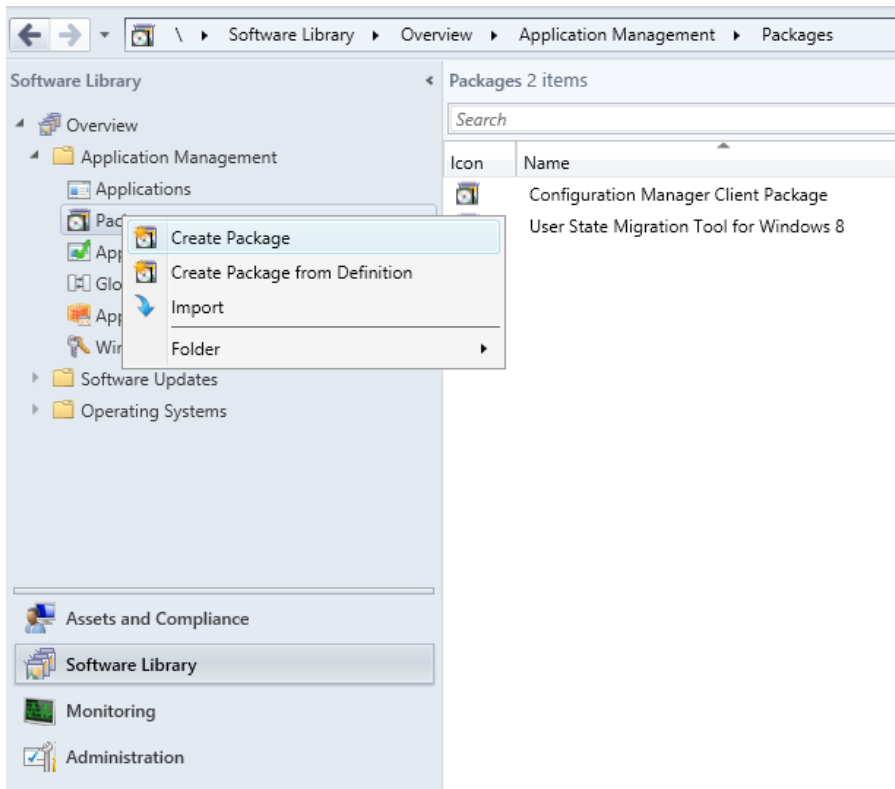 \ Software Library Overview Application Management Packages
Software Library
Packages 2 items
Search
Icon Name
Configuration Manager Client Package
User State Migration Tool for Windows 8
Overview
Application Management
Applications
Pac
App
Glo
App
Win
Create Package
Create Package from Definition
Import
Folder
Software Updates
Operating Systems
Assets and Compliance
Software Library
Monitoring
Administration